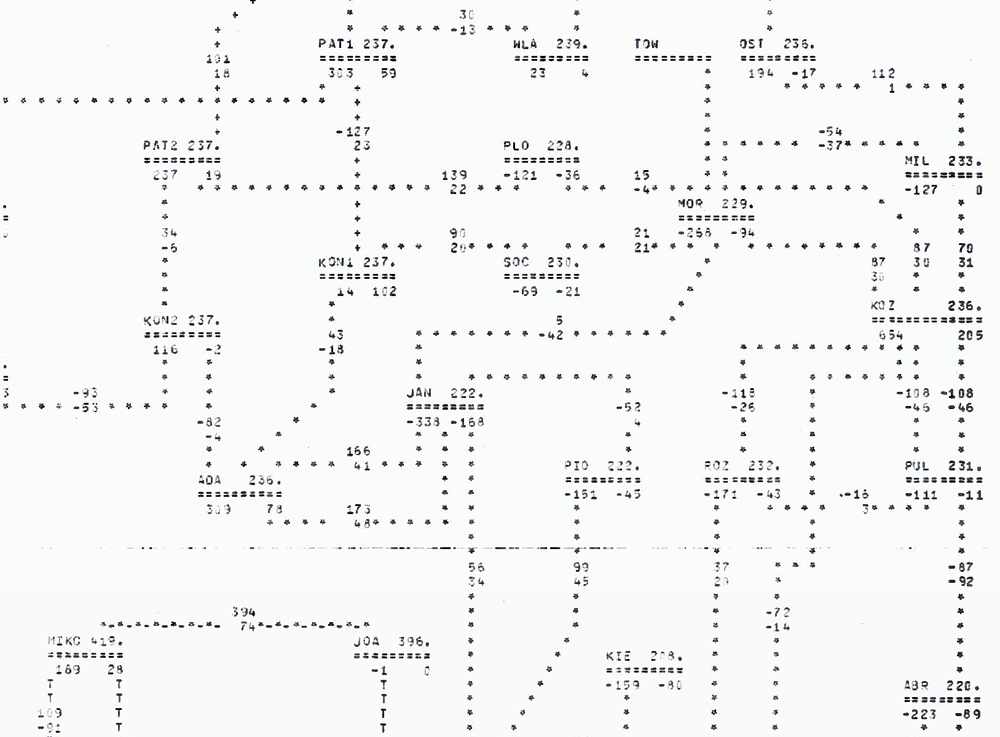 30
-13
PAT1 237. WLA 239. TOW OST 236.
101 ========= ========= ========= =========
18 303 59 23 4 194 -17 112
1
-127 -54
PAT2 237. 23 PLO 228. -37
========= ========= MIL 233.
237 19 139 -121 -36 15 =========
22 -4 -127 0
MOR 229.
=========
34 90 21 -268 -94
-6 20 21 87 70
KON1 237. SOC 230. 87 30 31
========= ========= 30
14 102 -69 -21
KOZ 236.
KON2 237. 5 =============
========= 43 -42 654 205
116 -2 -18
-93 JAN 222. -118 -108 -108
-53 ========= -52 -26 -46 -46
-82 -338 -168 4
-4
166
41 PIO 222. ROZ 232. PUL 231.
ADA 236. ========= ========= =========
========== -151 -45 -171 -43 -16 -111 -11
309 78 173 3
48
56 99 37 -87
34 45 20 -92
394 -72
74 -14
MIKO 419. JOA 396.
========= ========= KIE 208.
169 28 -1 0 =========
T T T -159 -80 ABR 220.
T T T =========
109 T T -223 -89
-91 T T